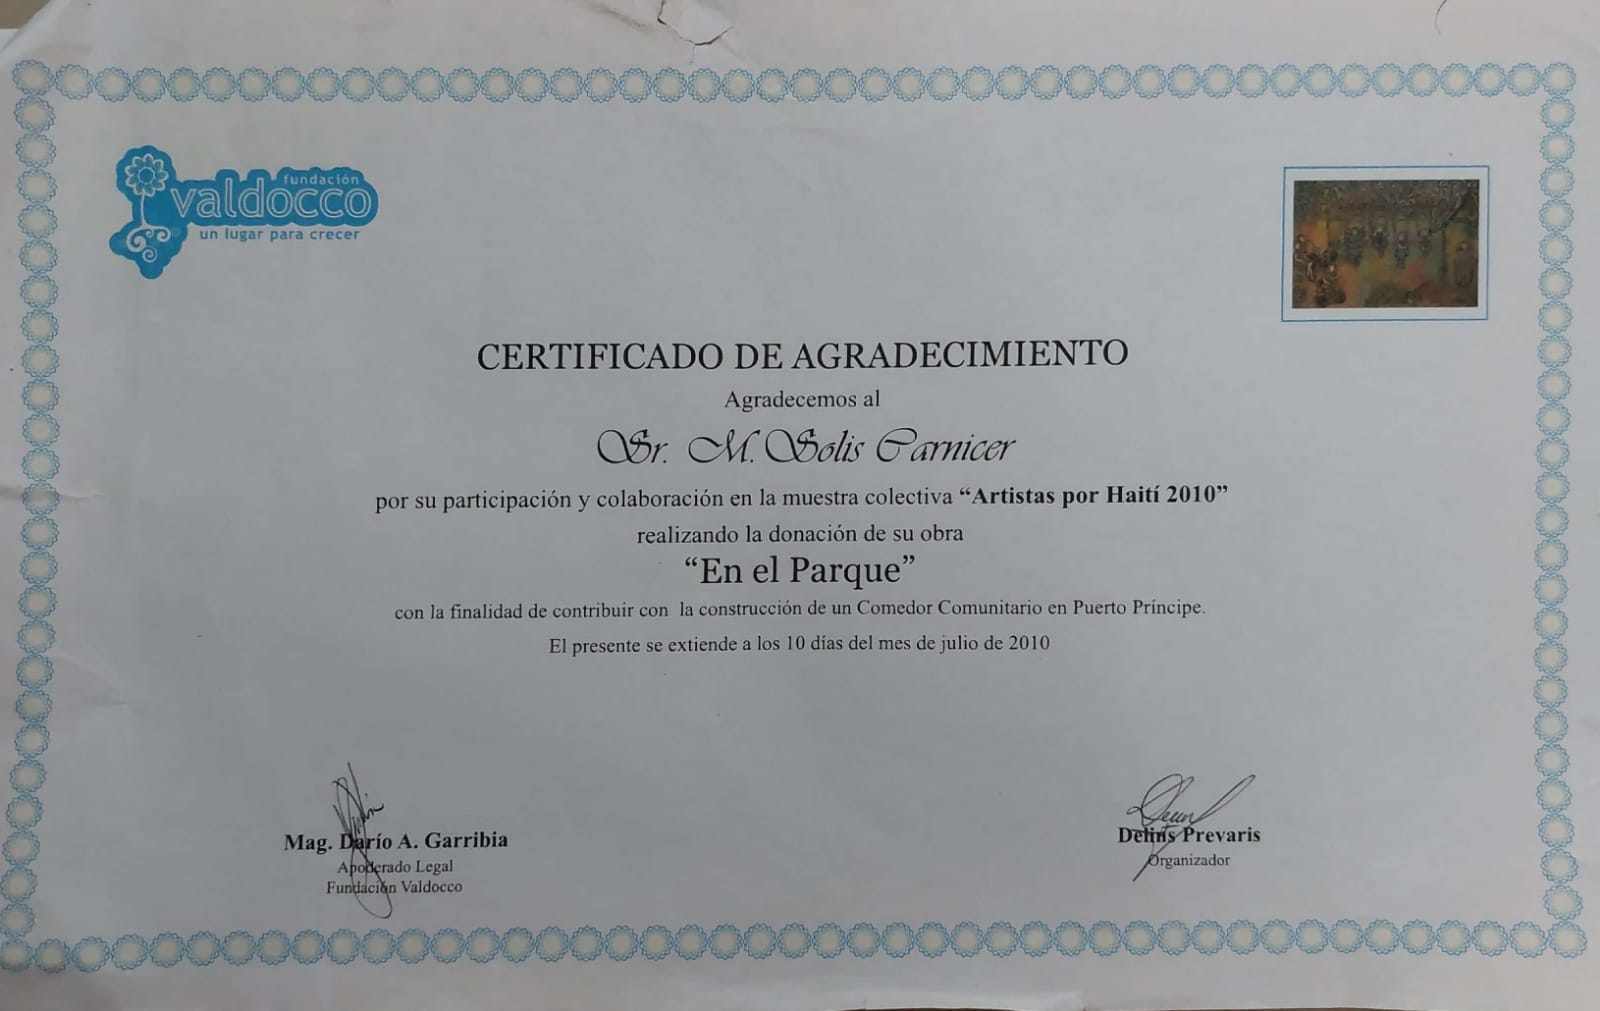 fundación
valdocco
un lugar para crecer
CERTIFICADO DE AGRADECIMIENTO
Agradecemos al
Sr. M. Solis Carnicer
por su participación y colaboración en la muestra colectiva “Artistas por Haití 2010”
realizando la donación de su obra
“En el Parque”
con la finalidad de contribuir con la construcción de un Comedor Comunitario en Puerto Príncipe.
El presente se extiende a los 10 días del mes de julio de 2010
Mag. Darío A. Garribia
Apoderado Legal
Fundación Valdocco
Delins Prevaris
Organizador